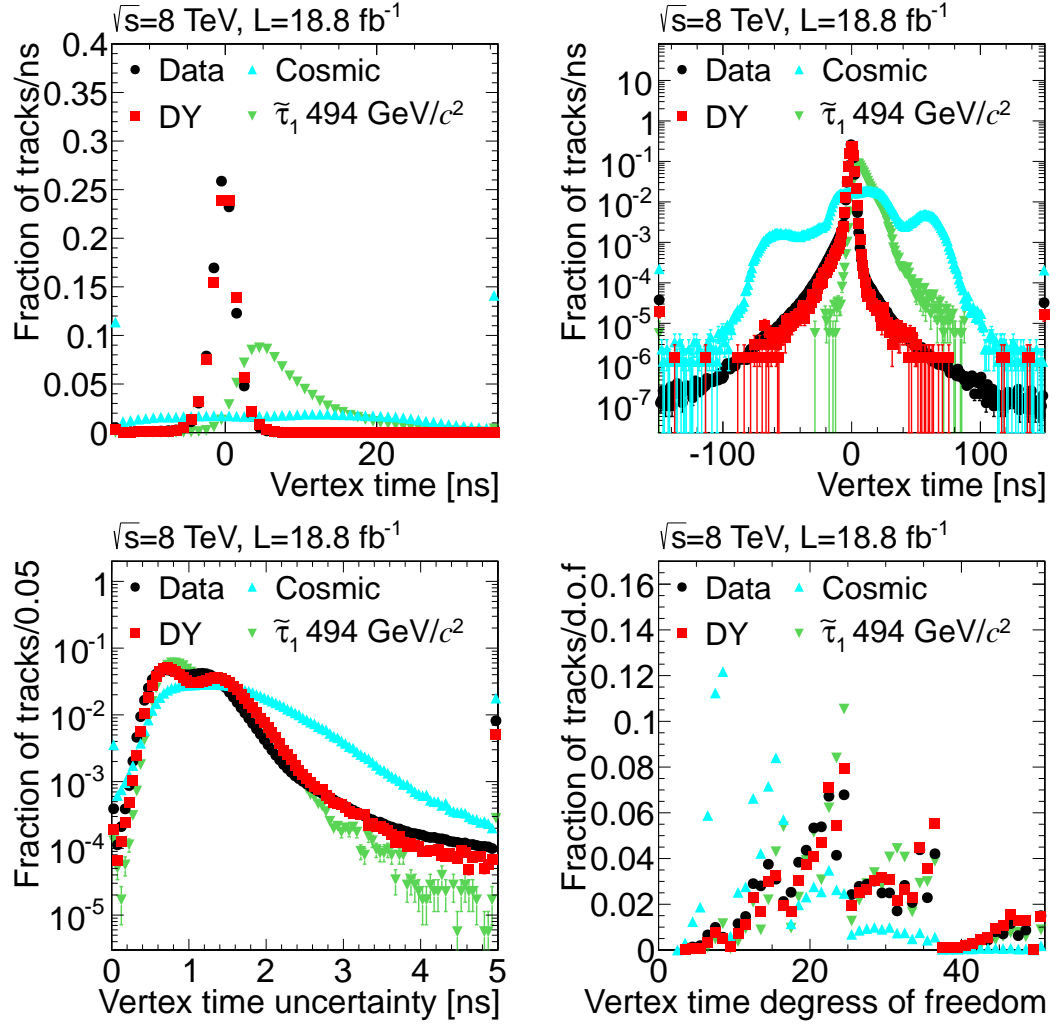 √s=8 TeV, L=18.8 fb⁻¹
Fraction of tracks/ns
0.4
0.35
0.3
0.25
0.2
0.15
0.1
0.05
0
Data
Cosmic
DY
τ̃₁ 494 GeV/c²
0 20
Vertex time [ns]
√s=8 TeV, L=18.8 fb⁻¹
Fraction of tracks/ns
10
1
10⁻¹
10⁻²
10⁻³
10⁻⁴
10⁻⁵
10⁻⁶
10⁻⁷
Data
Cosmic
DY
τ̃₁ 494 GeV/c²
-100 0 100
Vertex time [ns]
√s=8 TeV, L=18.8 fb⁻¹
Fraction of tracks/0.05
1
10⁻¹
10⁻²
10⁻³
10⁻⁴
10⁻⁵
Data
Cosmic
DY
τ̃₁ 494 GeV/c²
0 1 2 3 4 5
Vertex time uncertainty [ns]
√s=8 TeV, L=18.8 fb⁻¹
Fraction of tracks/d.o.f
0.16
0.14
0.12
0.1
0.08
0.06
0.04
0.02
0
Data
Cosmic
DY
τ̃₁ 494 GeV/c²
0 20 40
Vertex time degress of freedom